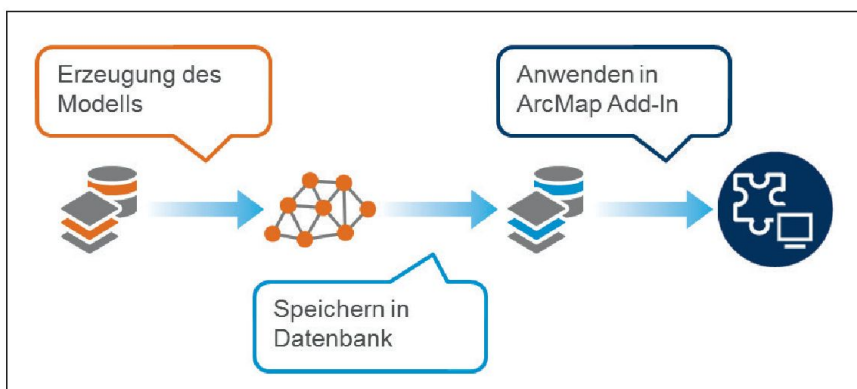 Erzeugung des
Modells
Anwenden in
ArcMap Add-In
Speichern in
Datenbank